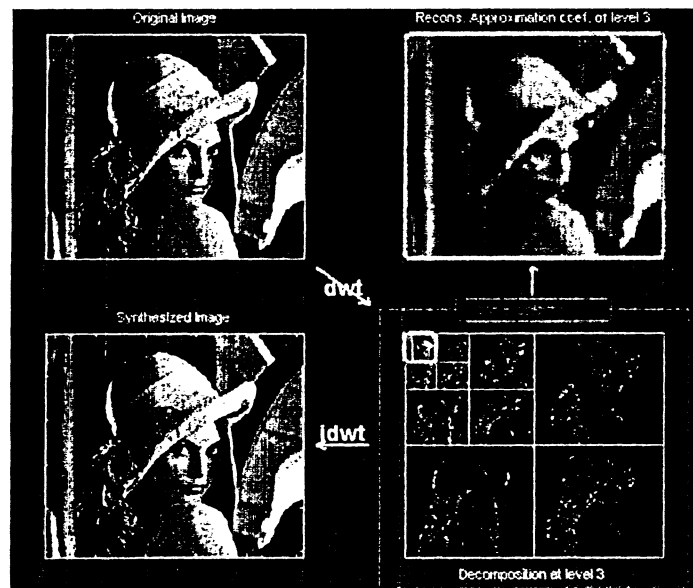 Original Image
Recons. Approximation coef. of level 3
dwt
Synthesized Image
idwt
Decomposition at level 3